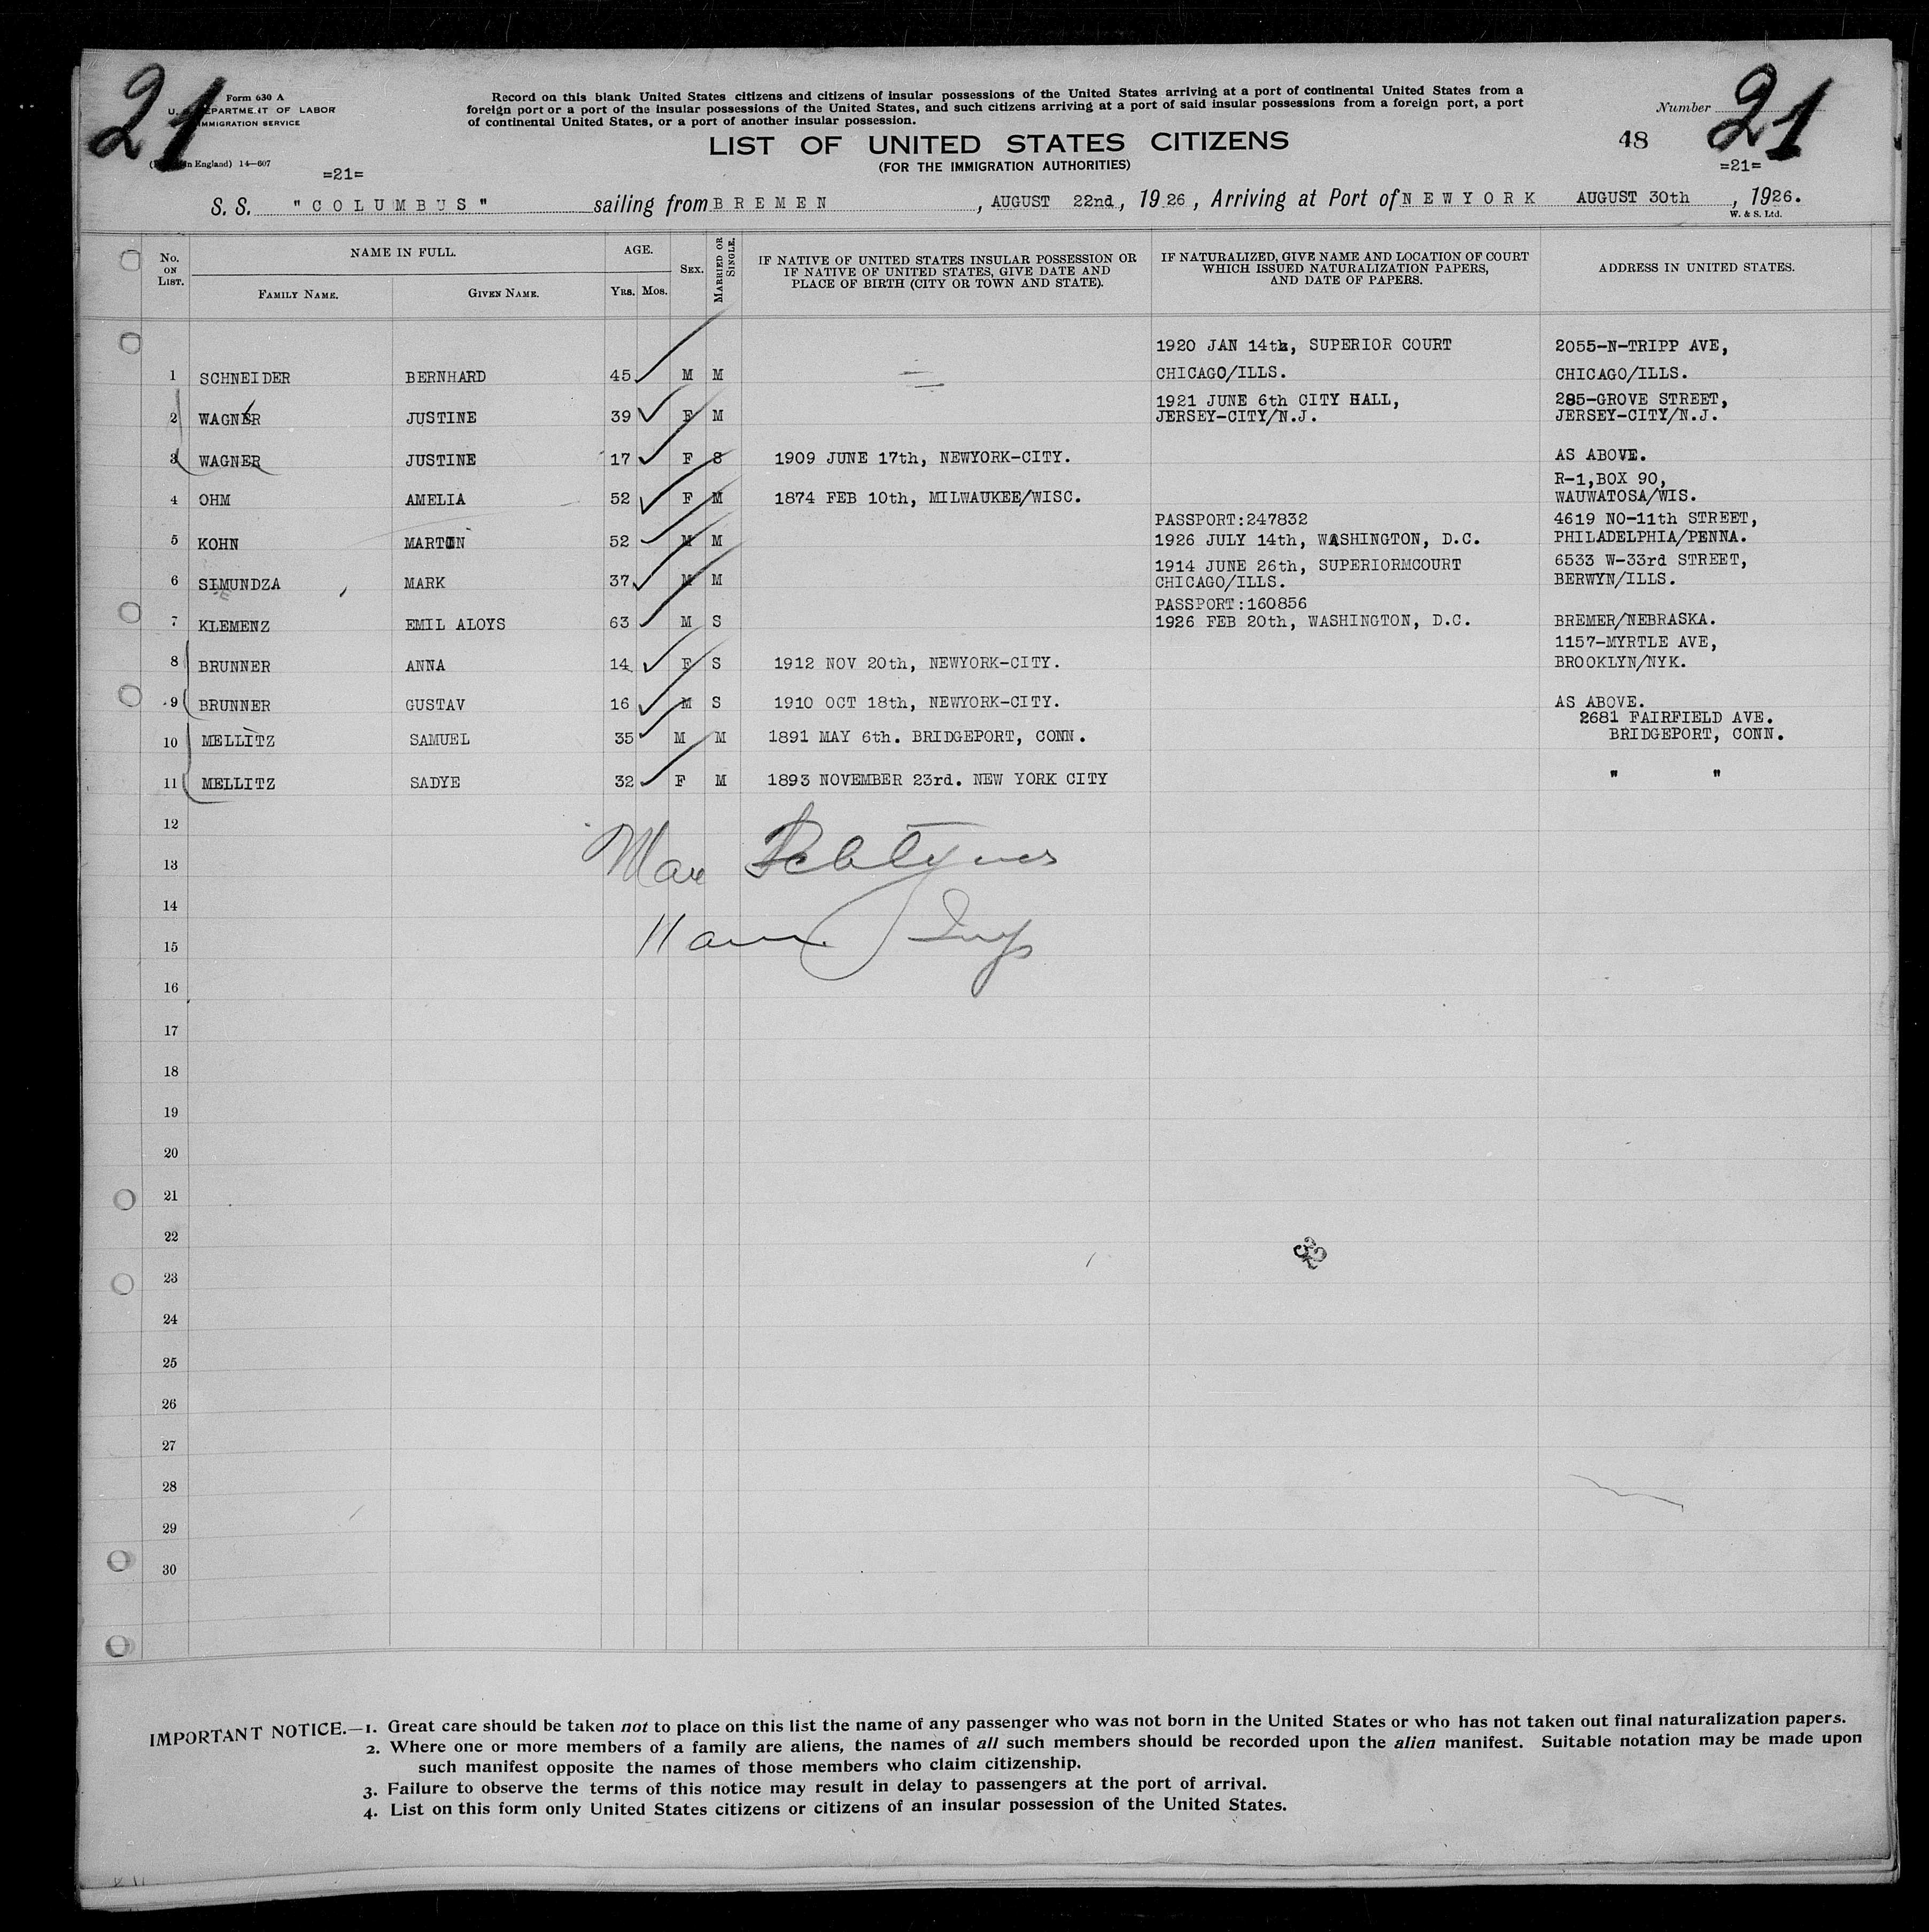 21
Form 630 A
U. S. DEPARTMENT OF LABOR
IMMIGRATION SERVICE
(Printed in England) 14—607
=21=
Record on this blank United States citizens and citizens of insular possessions of the United States arriving at a port of continental United States from a
foreign port or a port of the insular possessions of the United States, and such citizens arriving at a port of said insular possessions from a foreign port, a port
of continental United States, or a port of another insular possession.
LIST OF UNITED STATES CITIZENS
(FOR THE IMMIGRATION AUTHORITIES)
Number 21
48
=21=
S. S. "COLUMBUS" sailing from BREMEN, AUGUST 22nd, 1926, Arriving at Port of NEWYORK AUGUST 30th, 1926.
W. & S. Ltd.
No. ON LIST.
NAME IN FULL.
FAMILY NAME. GIVEN NAME.
AGE.
YRS. MOS.
SEX.
MARRIED OR SINGLE.
IF NATIVE OF UNITED STATES INSULAR POSSESSION OR
IF NATIVE OF UNITED STATES, GIVE DATE AND
PLACE OF BIRTH (CITY OR TOWN AND STATE).
IF NATURALIZED, GIVE NAME AND LOCATION OF COURT
WHICH ISSUED NATURALIZATION PAPERS,
AND DATE OF PAPERS.
ADDRESS IN UNITED STATES.
1920 JAN 14th, SUPERIOR COURT 2055-N-TRIPP AVE,
1 SCHNEIDER BERNHARD 45 M M CHICAGO/ILLS. CHICAGO/ILLS.
1921 JUNE 6th CITY HALL, 285-GROVE STREET,
2 WAGNER JUSTINE 39 F M JERSEY-CITY/N.J. JERSEY-CITY/N.J.
3 WAGNER JUSTINE 17 F S 1909 JUNE 17th, NEWYORK-CITY. AS ABOVE.
R-1,BOX 90,
4 OHM AMELIA 52 F M 1874 FEB 10th, MILWAUKEE/WISC. WAUWATOSA/WIS.
PASSPORT:247832 4619 NO-11th STREET,
5 KOHN MARTIN 52 M M 1926 JULY 14th, WASHINGTON, D.C. PHILADELPHIA/PENNA.
1914 JUNE 26th, SUPERIORMCOURT 6533 W-33rd STREET,
6 SIMUNDZA MARK 37 M M CHICAGO/ILLS. BERWYN/ILLS.
PASSPORT:160856
7 KLEMENZ EMIL ALOYS 63 M S 1926 FEB 20th, WASHINGTON, D.C. BREMER/NEBRASKA.
1157-MYRTLE AVE,
8 BRUNNER ANNA 14 F S 1912 NOV 20th, NEWYORK-CITY. BROOKLYN/NYK.
9 BRUNNER GUSTAV 16 M S 1910 OCT 18th, NEWYORK-CITY. AS ABOVE.
2681 FAIRFIELD AVE.
10 MELLITZ SAMUEL 35 M M 1891 MAY 6th. BRIDGEPORT, CONN. BRIDGEPORT, CONN.
11 MELLITZ SADYE 32 F M 1893 NOVEMBER 23rd. NEW YORK CITY " "
12
13 Max
14
15 11 am Insp
16
17
18
19
20
21
22
23
24
25
26
27
28
29
30
IMPORTANT NOTICE.—1. Great care should be taken not to place on this list the name of any passenger who was not born in the United States or who has not taken out final naturalization papers.
2. Where one or more members of a family are aliens, the names of all such members should be recorded upon the alien manifest. Suitable notation may be made upon
such manifest opposite the names of those members who claim citizenship.
3. Failure to observe the terms of this notice may result in delay to passengers at the port of arrival.
4. List on this form only United States citizens or citizens of an insular possession of the United States.